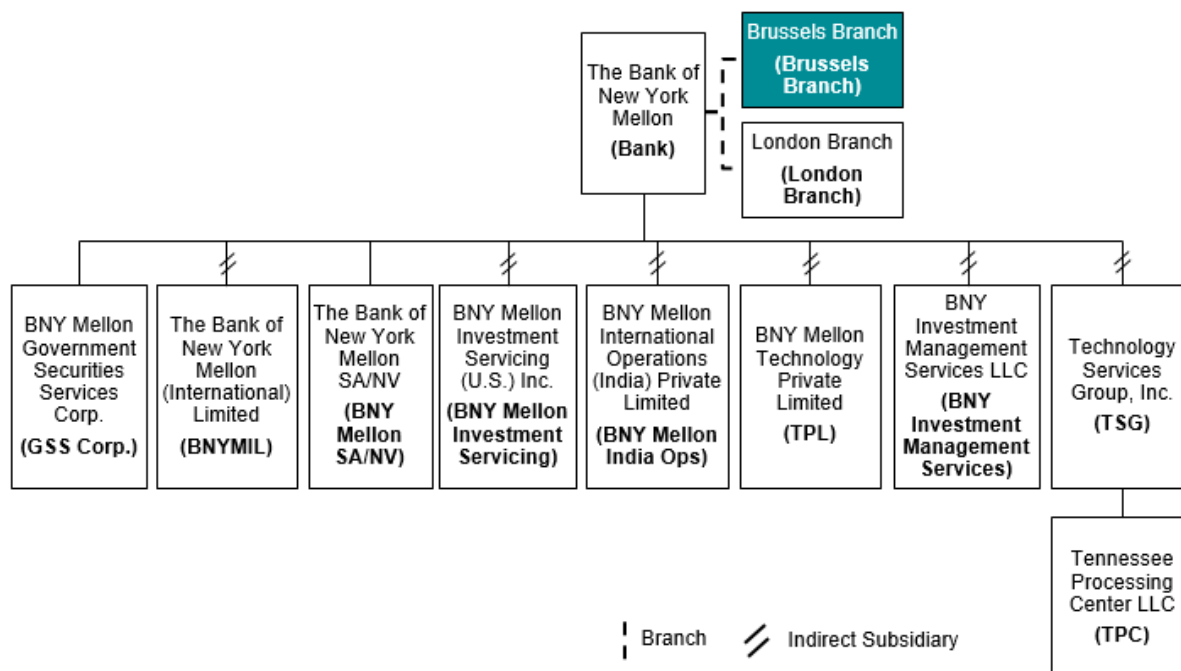 Brussels Branch
(Brussels
Branch)
The Bank of
New York
Mellon
(Bank)
London Branch
(London
Branch)
BNY Mellon
Government
Securities
Services
Corp.
(GSS Corp.)
The Bank of
New York
Mellon
(International)
Limited
(BNYMIL)
The Bank of
New York
Mellon
SA/NV
(BNY
Mellon
SA/NV)
BNY Mellon
Investment
Servicing
(U.S.) Inc.
(BNY Mellon
Investment
Servicing)
BNY Mellon
International
Operations
(India) Private
Limited
(BNY Mellon
India Ops)
BNY Mellon
Technology
Private
Limited
(TPL)
BNY
Investment
Management
Services LLC
(BNY
Investment
Management
Services)
Technology
Services
Group, Inc.
(TSG)
Tennessee
Processing
Center LLC
(TPC)
Branch
Indirect Subsidiary